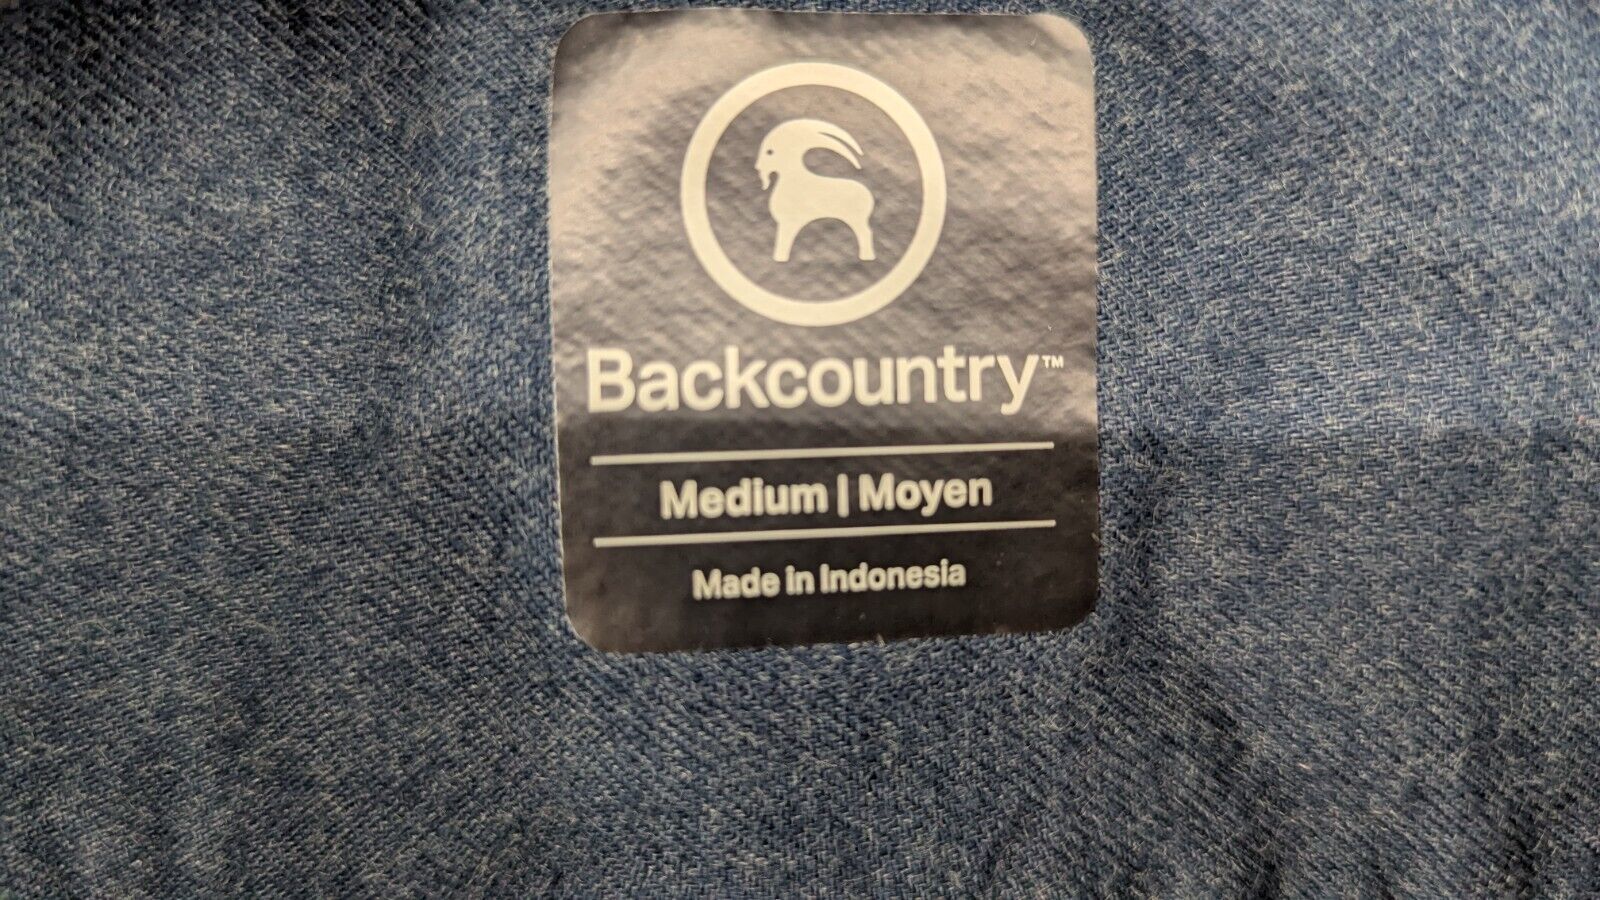 Backcountry™
Medium | Moyen
Made in Indonesia